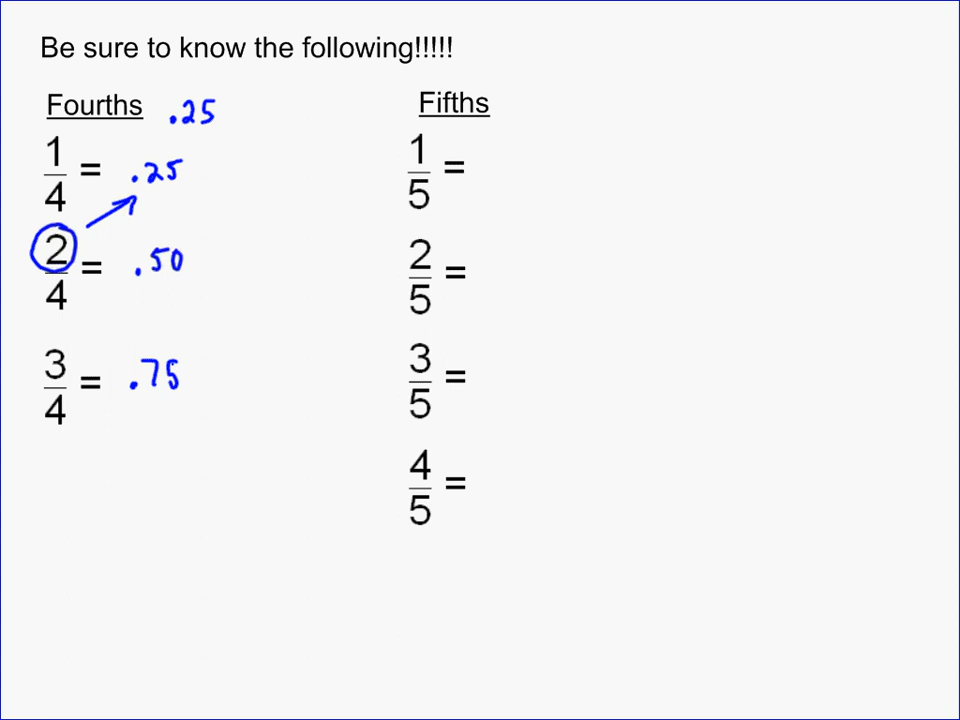 Be sure to know the following!!!!!
Fourths .25
1/4 = .25
2/4 = .50
3/4 = .75
Fifths
1/5 =
2/5 =
3/5 =
4/5 =